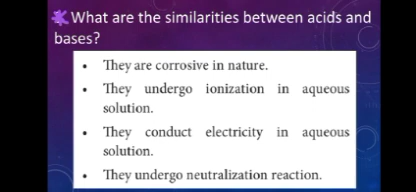 What are the similarities between acids and
bases?
• They are corrosive in nature.
• They undergo ionization in aqueous
solution.
• They conduct electricity in aqueous
solution.
• They undergo neutralization reaction.